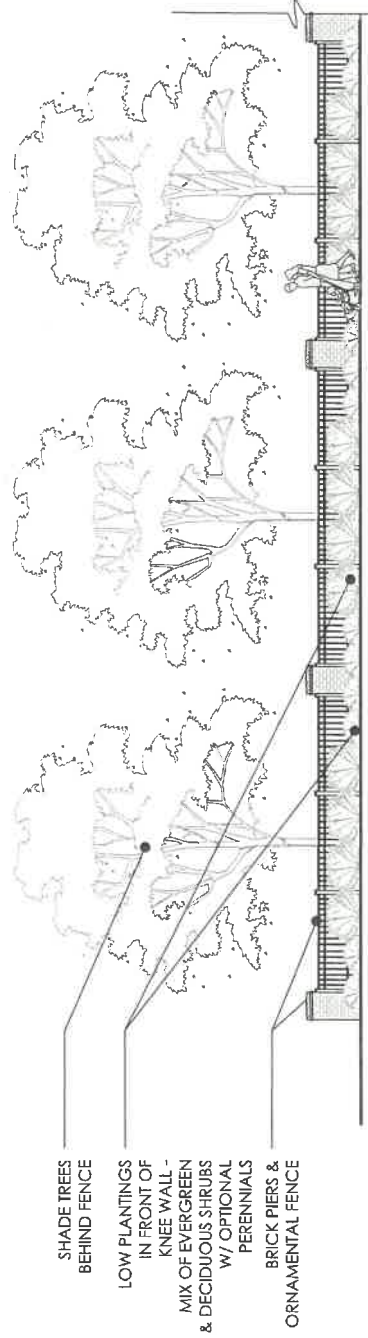 SHADE TREES
BEHIND FENCE
LOW PLANTINGS
IN FRONT OF
KNEE WALL -
MIX OF EVERGREEN
& DECIDUOUS SHRUBS
W/ OPTIONAL
PERENNIALS
BRICK PIERS &
ORNAMENTAL FENCE